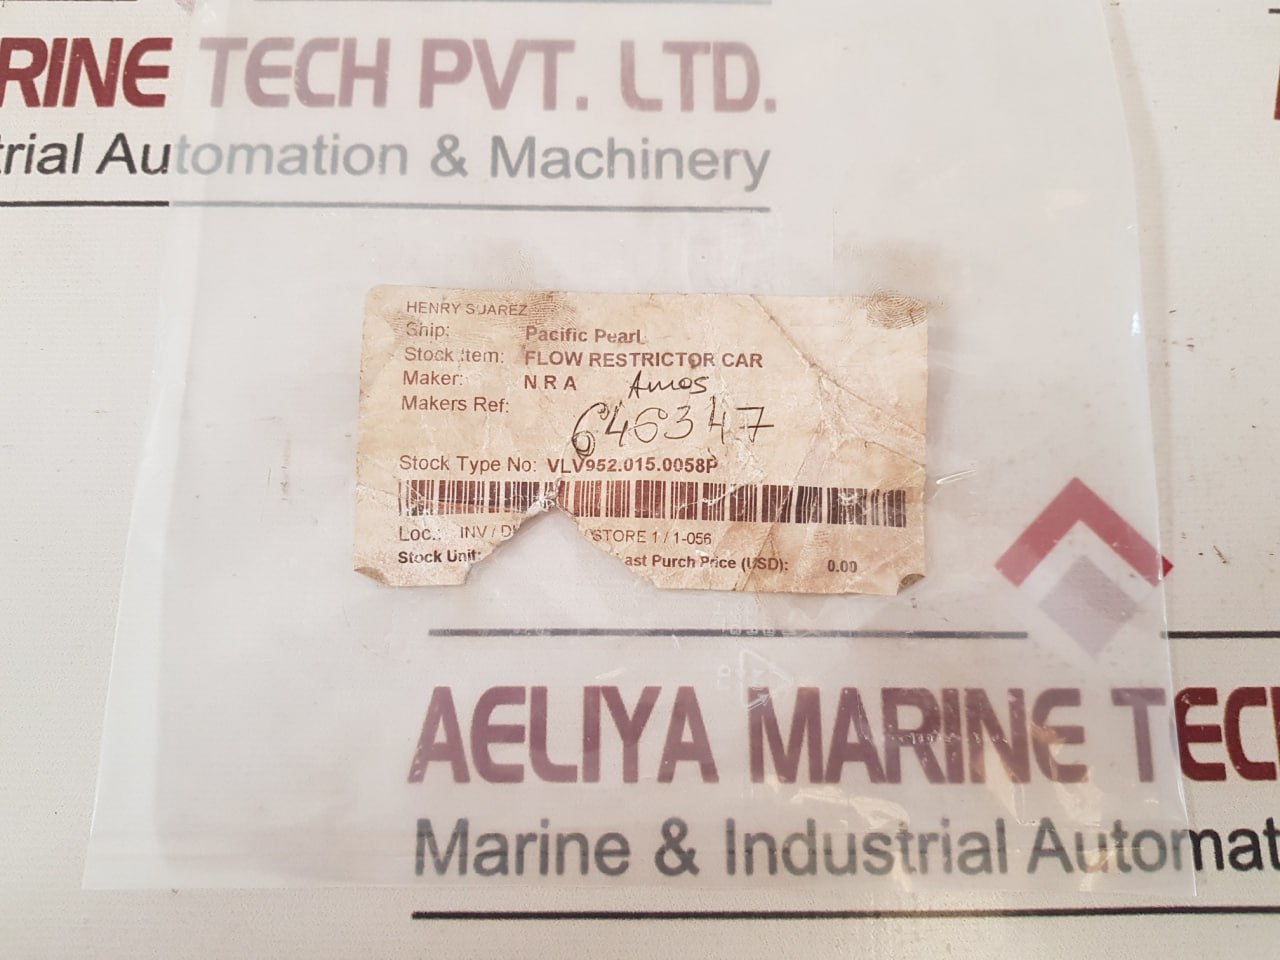 RINE TECH PVT. LTD.
trial Automation & Machinery
HENRY SUAREZ
Ship: Pacific Pearl
Stock Item: FLOW RESTRICTOR CAR
Maker: N R A Amos
Makers Ref: 646347
Stock Type No: VLV952.015.0058P
Loc.: INV / D STORE 1 / 1-056
Stock Unit: ast Purch Price (USD): 0.00
AELIYA MARINE TEC
Marine & Industrial Automat